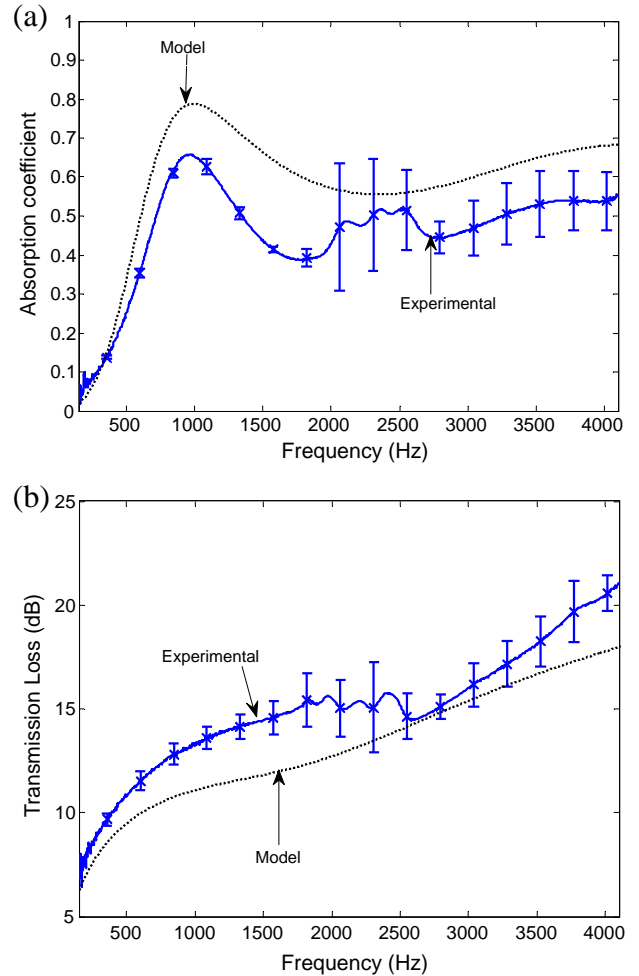 (a)
1
0.9
Model
0.8
0.7
0.6
0.5
0.4
0.3
Experimental
0.2
0.1
0
500 1000 1500 2000 2500 3000 3500 4000
Absorption coefficient
Frequency (Hz)
(b)
25
20
Experimental
15
10
Model
5
500 1000 1500 2000 2500 3000 3500 4000
Transmission Loss (dB)
Frequency (Hz)